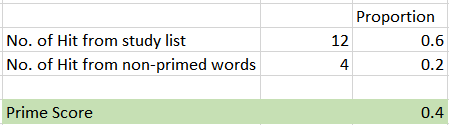 Proportion
No. of Hit from study list 12 0.6
No. of Hit from non-primed words 4 0.2
Prime Score 0.4